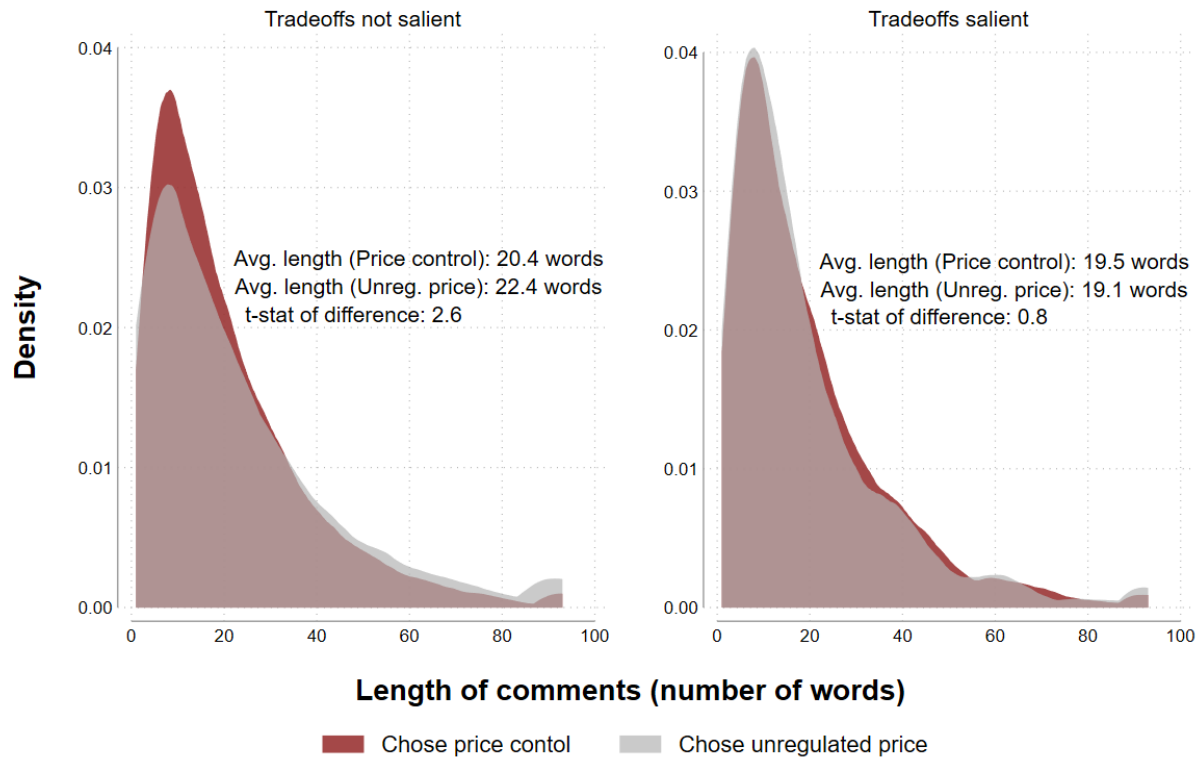 Tradeoffs not salient
Tradeoffs salient
0.04
0.03
0.02
0.01
0.00
Avg. length (Price control): 20.4 words
Avg. length (Unreg. price): 22.4 words
t-stat of difference: 2.6
0 20 40 60 80 100
0.04
0.03
0.02
0.01
0.00
Avg. length (Price control): 19.5 words
Avg. length (Unreg. price): 19.1 words
t-stat of difference: 0.8
0 20 40 60 80 100
Density
Length of comments (number of words)
Chose price contol
Chose unregulated price